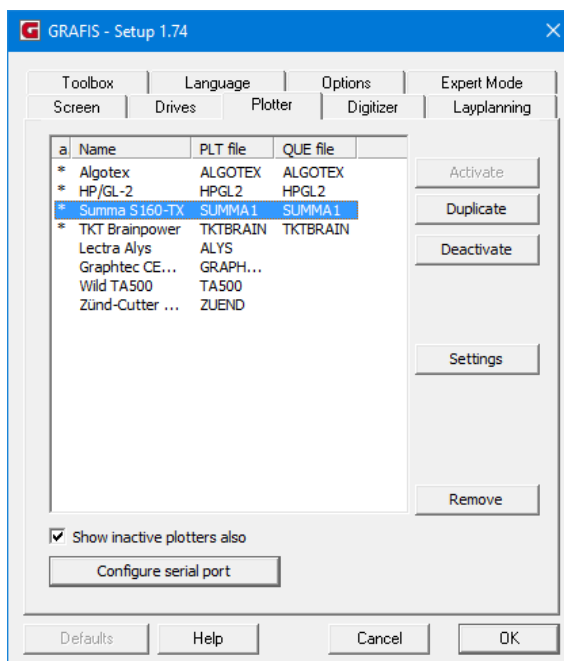 GRAFIS - Setup 1.74
Toolbox Language Options Expert Mode
Screen Drives Plotter Digitizer Layplanning
a Name PLT file QUE file
* Algotex ALGOTEX ALGOTEX
* HP/GL-2 HPGL2 HPGL2
* Summa S160-TX SUMMA1 SUMMA1
* TKT Brainpower TKTBRAIN TKTBRAIN
Lectra Alys ALYS
Graphtec CE... GRAPH...
Wild TA500 TA500
Zünd-Cutter ... ZUEND
Activate
Duplicate
Deactivate
Settings
Remove
Show inactive plotters also
Configure serial port
Defaults Help Cancel OK